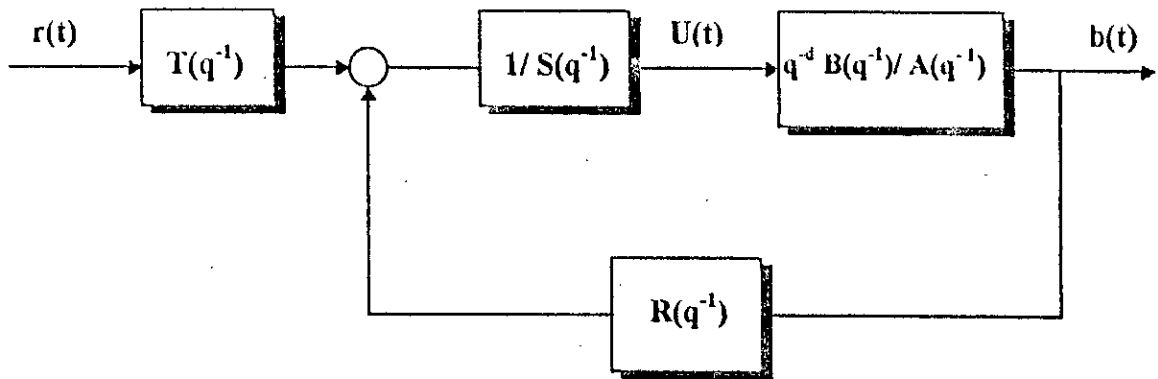 r(t)
T(q⁻¹)
1/ S(q⁻¹)
U(t)
q⁻ᵈ B(q⁻¹)/ A(q⁻¹)
b(t)
R(q⁻¹)